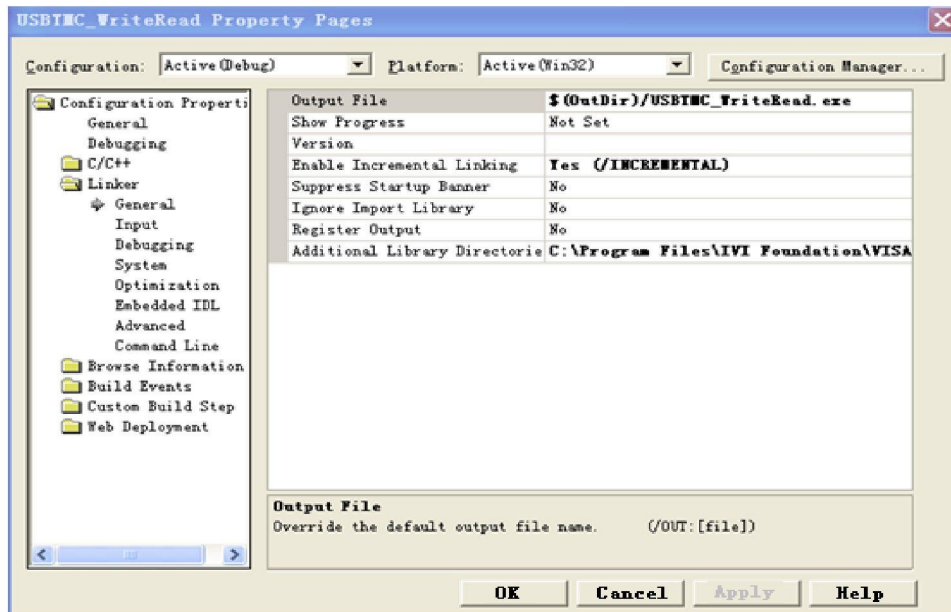 USBTMC_WriteRead Property Pages
Configuration: Active(Debug) Platform: Active(Win32) Configuration Manager...
Configuration Properti
General
Debugging
C/C++
Linker
General
Input
Debugging
System
Optimization
Embedded IDL
Advanced
Command Line
Browse Information
Build Events
Custom Build Step
Web Deployment
Output File $(OutDir)/USBTMC_WriteRead.exe
Show Progress Not Set
Version
Enable Incremental Linking Yes (/INCREMENTAL)
Suppress Startup Banner No
Ignore Import Library No
Register Output No
Additional Library Directorie C:\Program Files\IVI Foundation\VISA
Output File
Override the default output file name. (/OUT:[file])
OK Cancel Apply Help